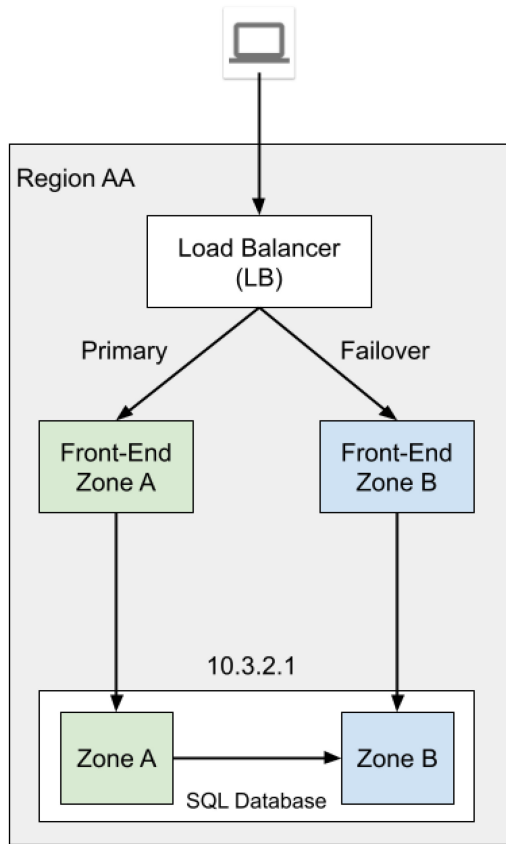 Region AA
Load Balancer
(LB)
Primary
Failover
Front-End
Zone A
Front-End
Zone B
10.3.2.1
Zone A
Zone B
SQL Database